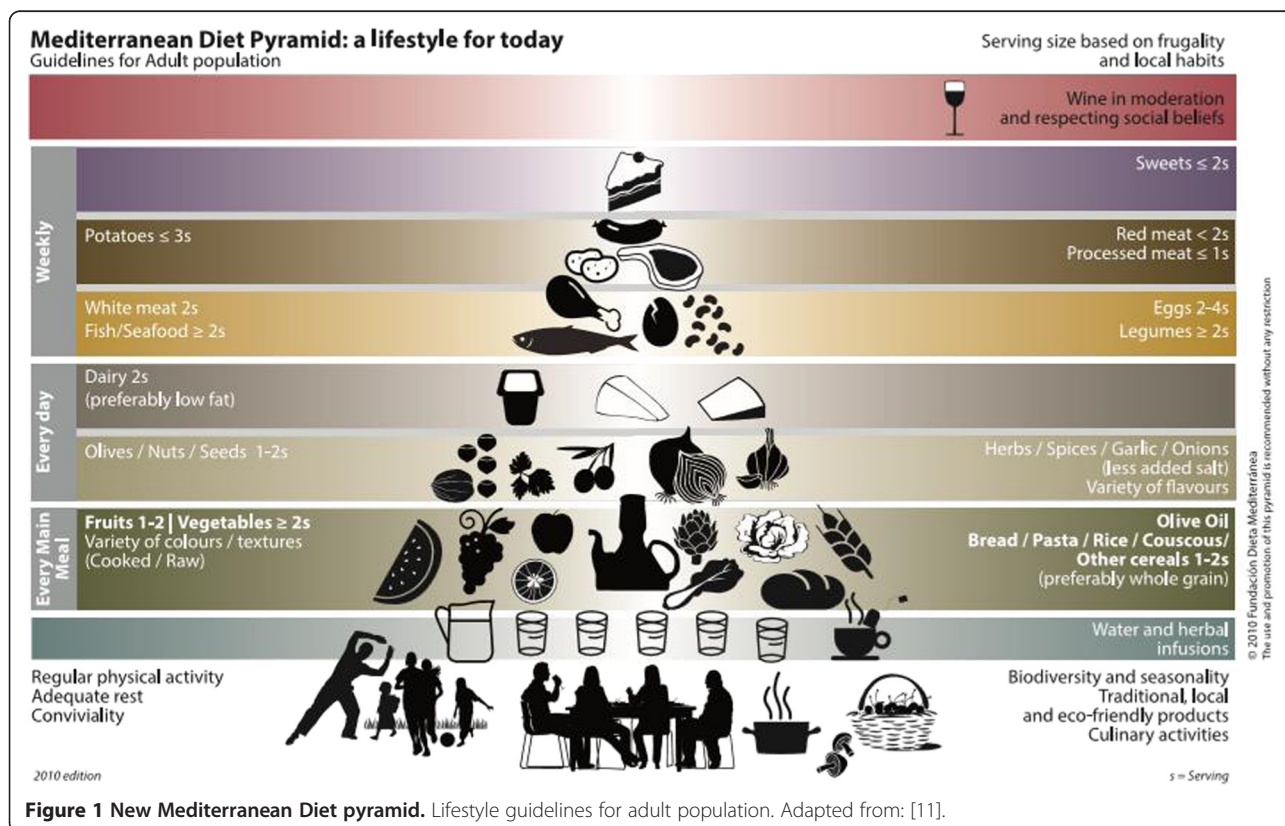 Mediterranean Diet Pyramid: a lifestyle for today
Guidelines for Adult population
Serving size based on frugality
and local habits
Wine in moderation
and respecting social beliefs
Weekly
Sweets ≤ 2s
Potatoes ≤ 3s
Red meat < 2s
Processed meat ≤ 1s
White meat 2s
Fish/Seafood ≥ 2s
Eggs 2-4s
Legumes ≥ 2s
Every day
Dairy 2s
(preferably low fat)
Olives / Nuts / Seeds 1-2s
Herbs / Spices / Garlic / Onions
(less added salt)
Variety of flavours
Every Main
Meal
Fruits 1-2 | Vegetables ≥ 2s
Variety of colours / textures
(Cooked / Raw)
Olive Oil
Bread / Pasta / Rice / Couscous/
Other cereals 1-2s
(preferably whole grain)
Water and herbal
infusions
Regular physical activity
Adequate rest
Conviviality
Biodiversity and seasonality
Traditional, local
and eco-friendly products
Culinary activities
2010 edition
s = Serving
© 2010 Fundación Dieta Mediterránea
The use and promotion of this pyramid is recommended without any restriction
Figure 1 New Mediterranean Diet pyramid. Lifestyle guidelines for adult population. Adapted from: [11].